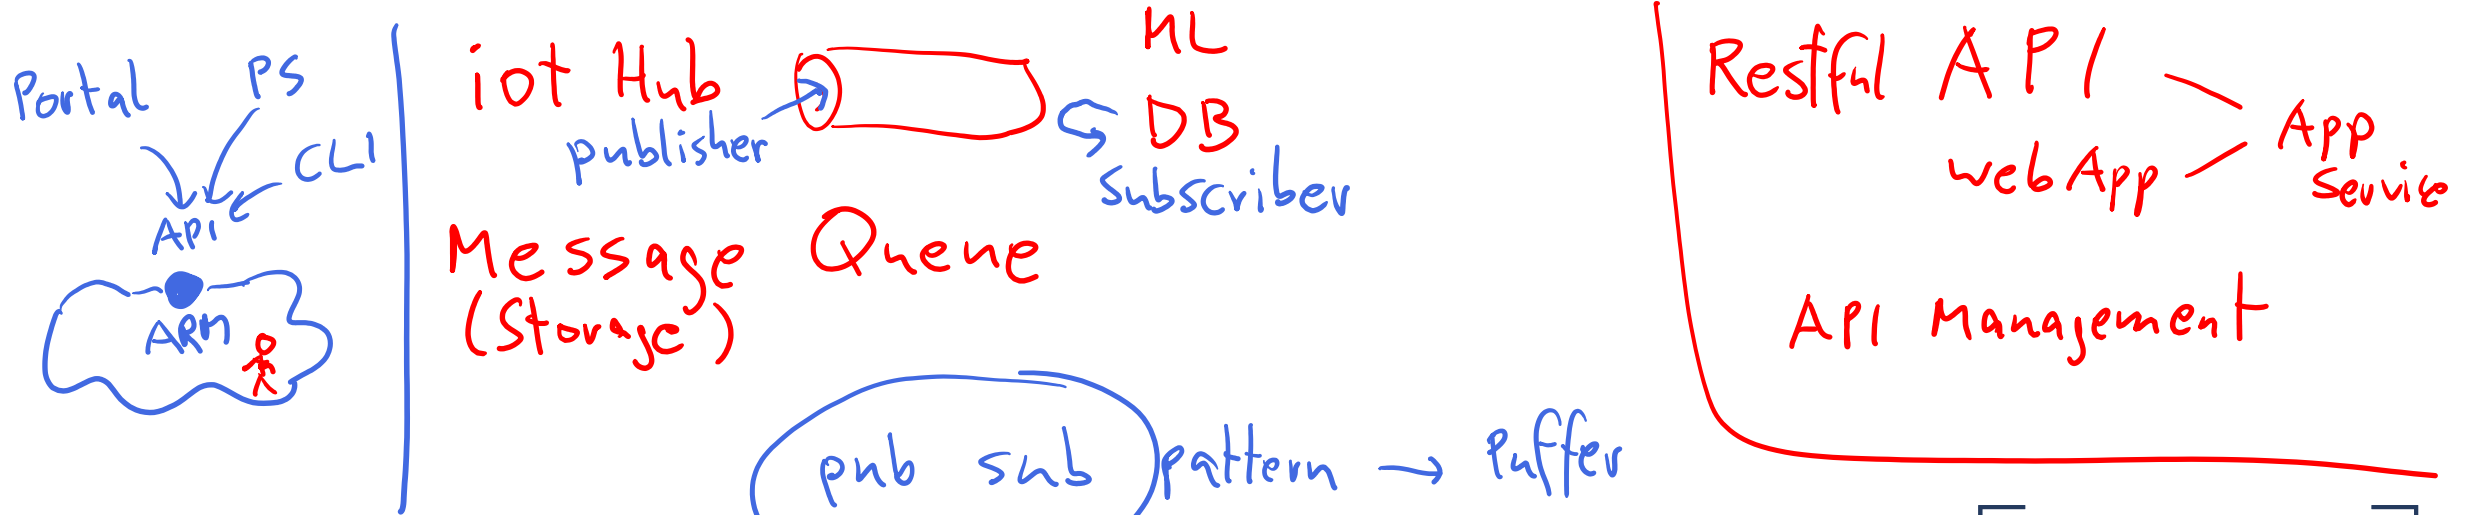 Portal
PS
CLI
API
ARM
iot Hub
publisher
ML
DB
subscriber
Message Queue
(Storage)
pub sub pattern → Puffer
Restful API
web App
App
Service
API Management